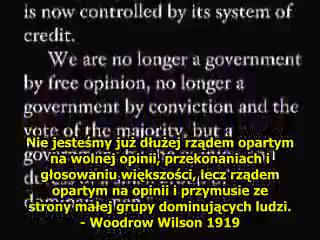 is now controlled by its system of
credit.
We are no longer a government
by free opinion, no longer a
government by conviction and the
vote of the majority, but a
Nie jesteśmy już dłużej rządem opartym
na wolnej opinii, przekonaniach i
głosowaniu większości, lecz rządem
opartym na opinii i przymusie ze
strony małej grupy dominujących ludzi.
- Woodrow Wilson 1919